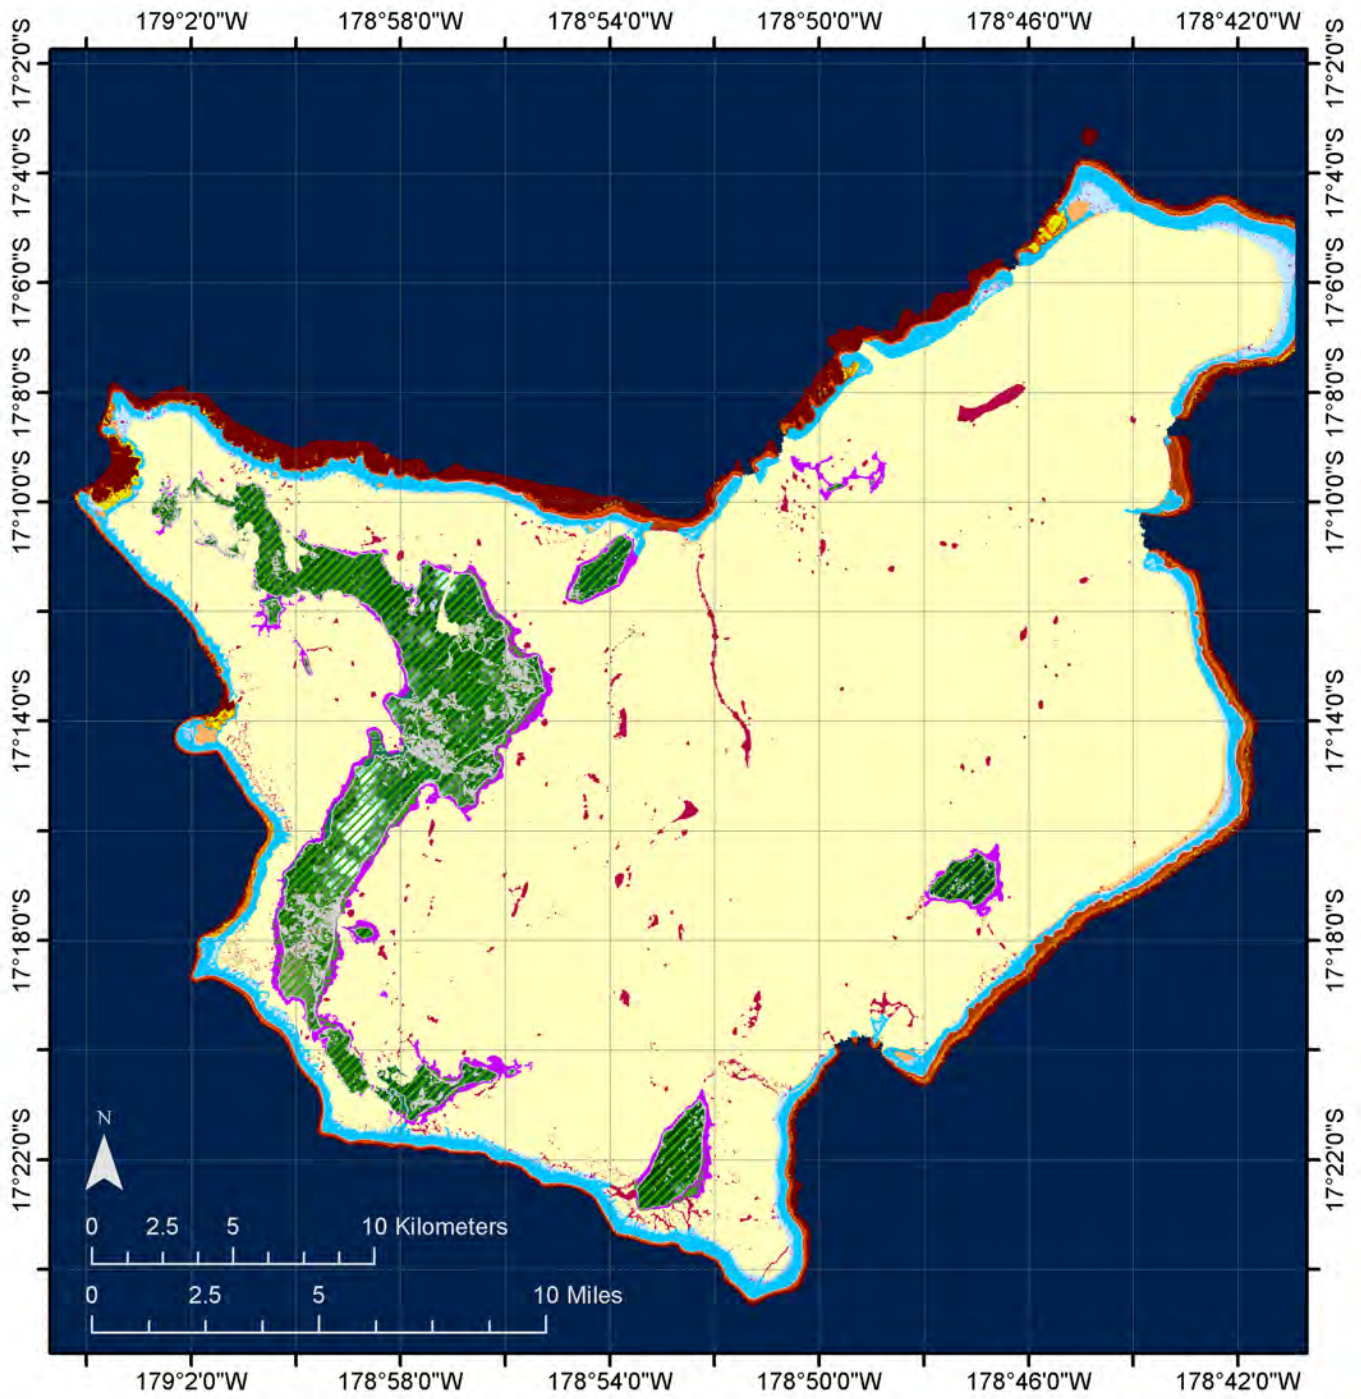 179°2'0"W 178°58'0"W 178°54'0"W 178°50'0"W 178°46'0"W 178°42'0"W
17°2'0"S 17°2'0"S
17°4'0"S 17°4'0"S
17°6'0"S 17°6'0"S
17°8'0"S 17°8'0"S
17°10'0"S 17°10'0"S
17°14'0"S 17°14'0"S
17°18'0"S 17°18'0"S
N
17°22'0"S 17°22'0"S
0 2.5 5 10 Kilometers
0 2.5 5 10 Miles
179°2'0"W 178°58'0"W 178°54'0"W 178°50'0"W 178°46'0"W 178°42'0"W